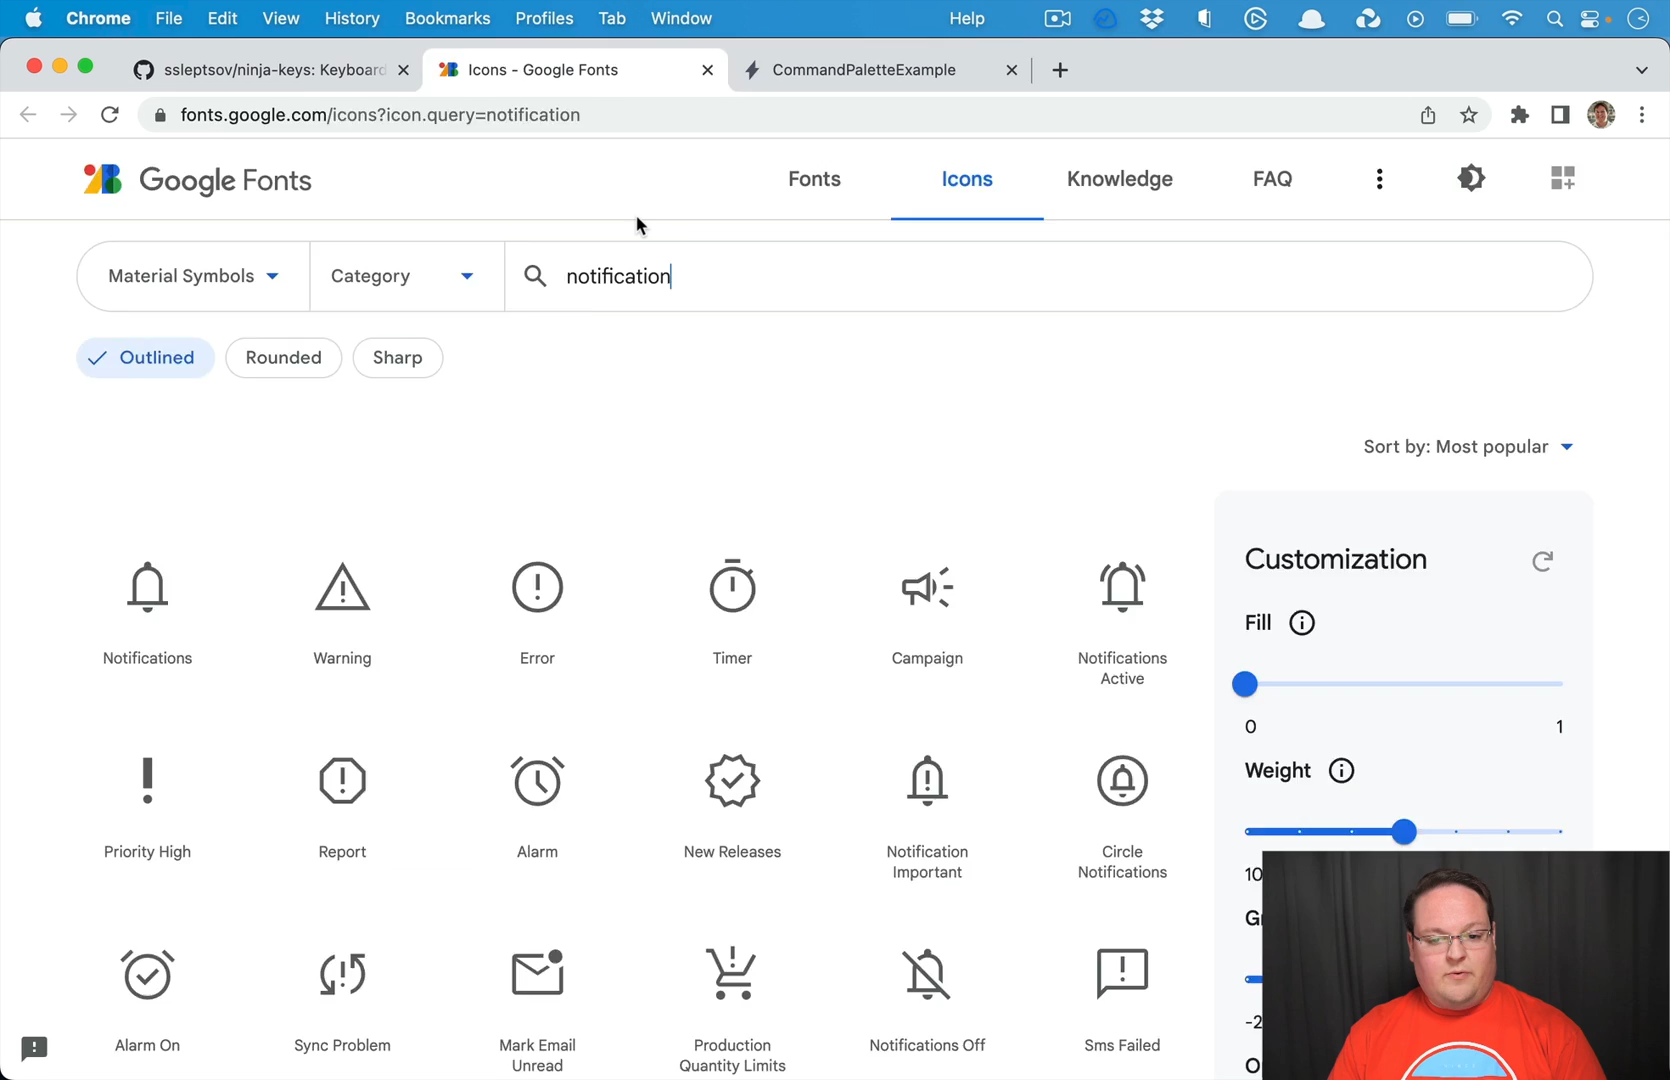 Chrome File Edit View History Bookmarks Profiles Tab Window Help
ssleptsov/ninja-keys: Keyboard
Icons - Google Fonts
CommandPaletteExample
fonts.google.com/icons?icon.query=notification
Google Fonts
Fonts
Icons
Knowledge
FAQ
Material Symbols
Category
notification
Outlined
Rounded
Sharp
Sort by: Most popular
Notifications
Warning
Error
Timer
Campaign
Notifications
Active
Priority High
Report
Alarm
New Releases
Notification
Important
Circle
Notifications
Alarm On
Sync Problem
Mark Email
Unread
Production
Quantity Limits
Notifications Off
Sms Failed
Customization
Fill
0 1
Weight